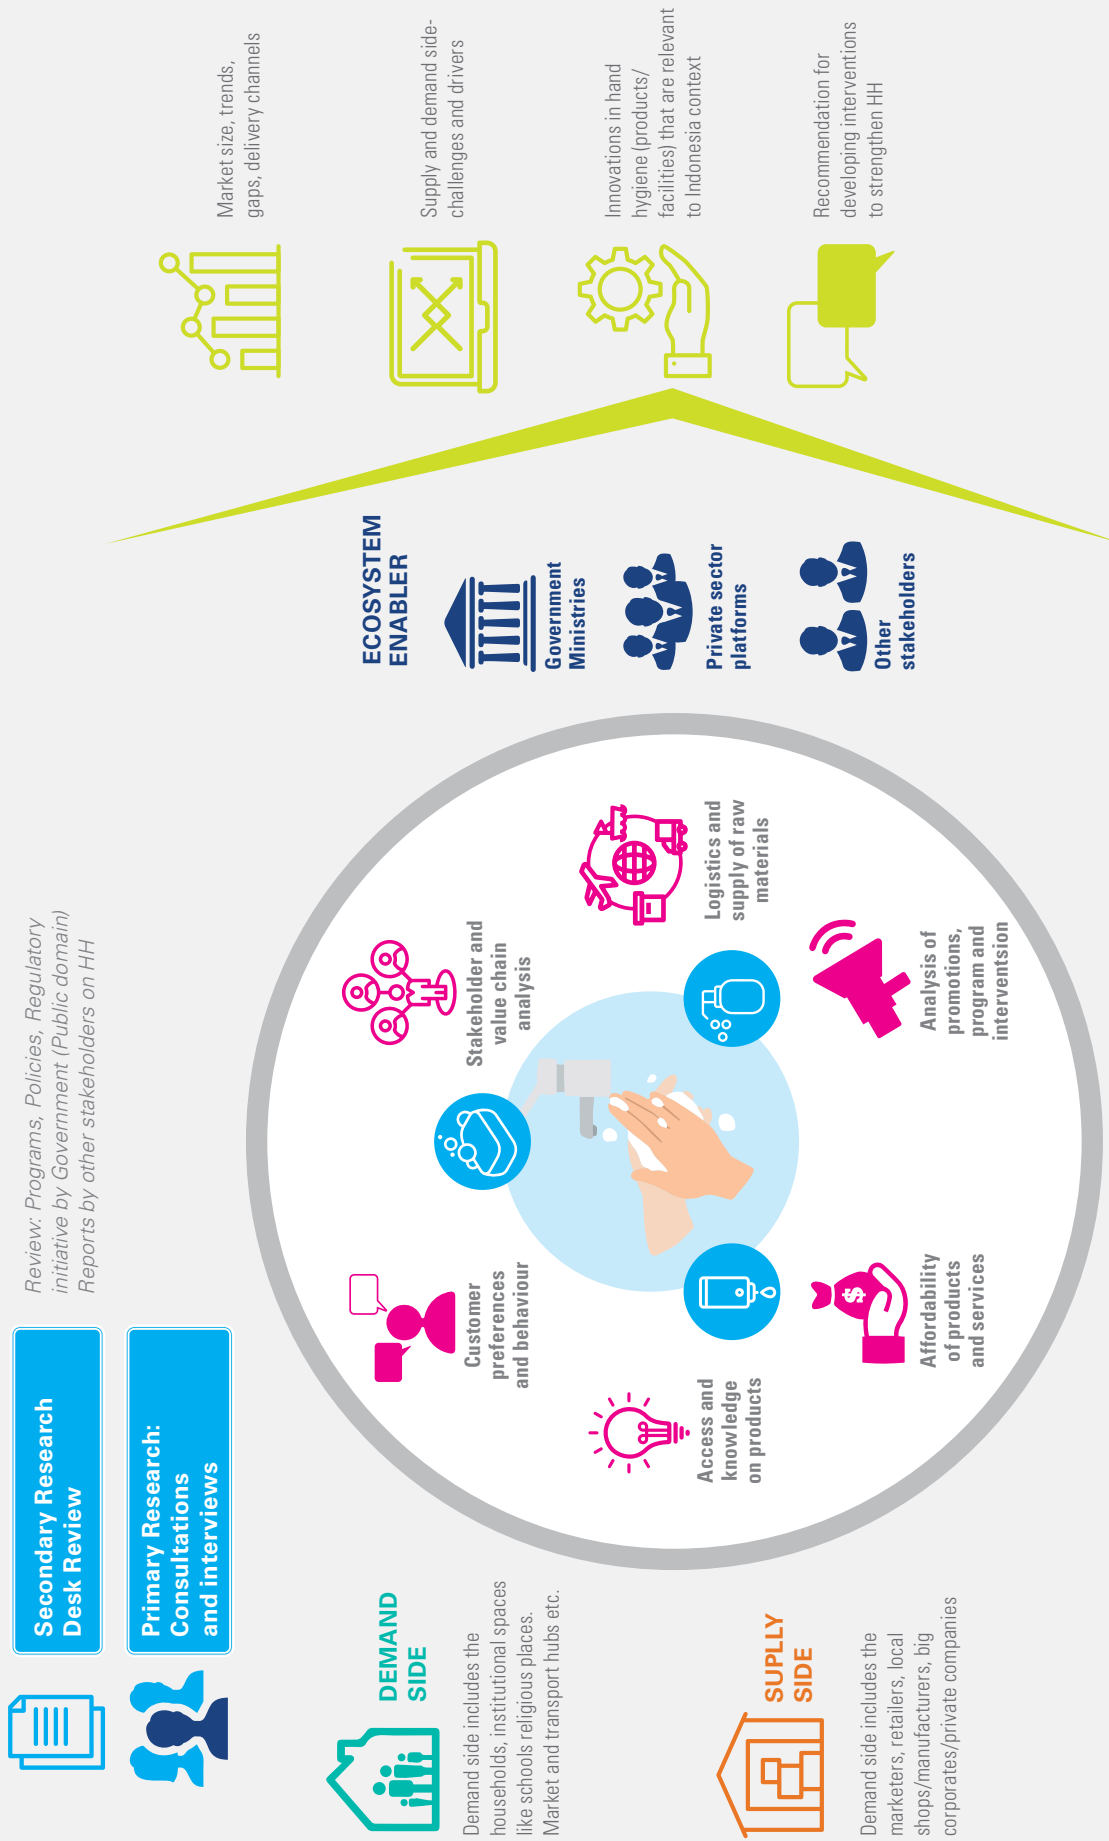 Secondary Research
Desk Review
Review: Programs, Policies, Regulatory
initiative by Government (Public domain)
Reports by other stakeholders on HH
Primary Research:
Consultations
and interviews
DEMAND
SIDE
Demand side includes the
households, institutional spaces
like schools religious places.
Market and transport hubs etc.
SUPLLY
SIDE
Demand side includes the
marketers, retailers, local
shops/manufacturers, big
corporates/private companies
Customer
preferences
and behaviour
Stakeholder and
value chain
analysis
Access and
knowledge
on products
Logistics and
supply of raw
materials
Affordability
of products
and services
$
Analysis of
promotions,
program and
interventsion
ECOSYSTEM
ENABLER
Government
Ministries
Private sector
platforms
Other
stakeholders
Market size, trends,
gaps, delivery channels
Supply and demand side-
challenges and drivers
Innovations in hand
hygiene (products/
facilities) that are relevant
to Indonesia context
Recommendation for
developing interventions
to strengthen HH